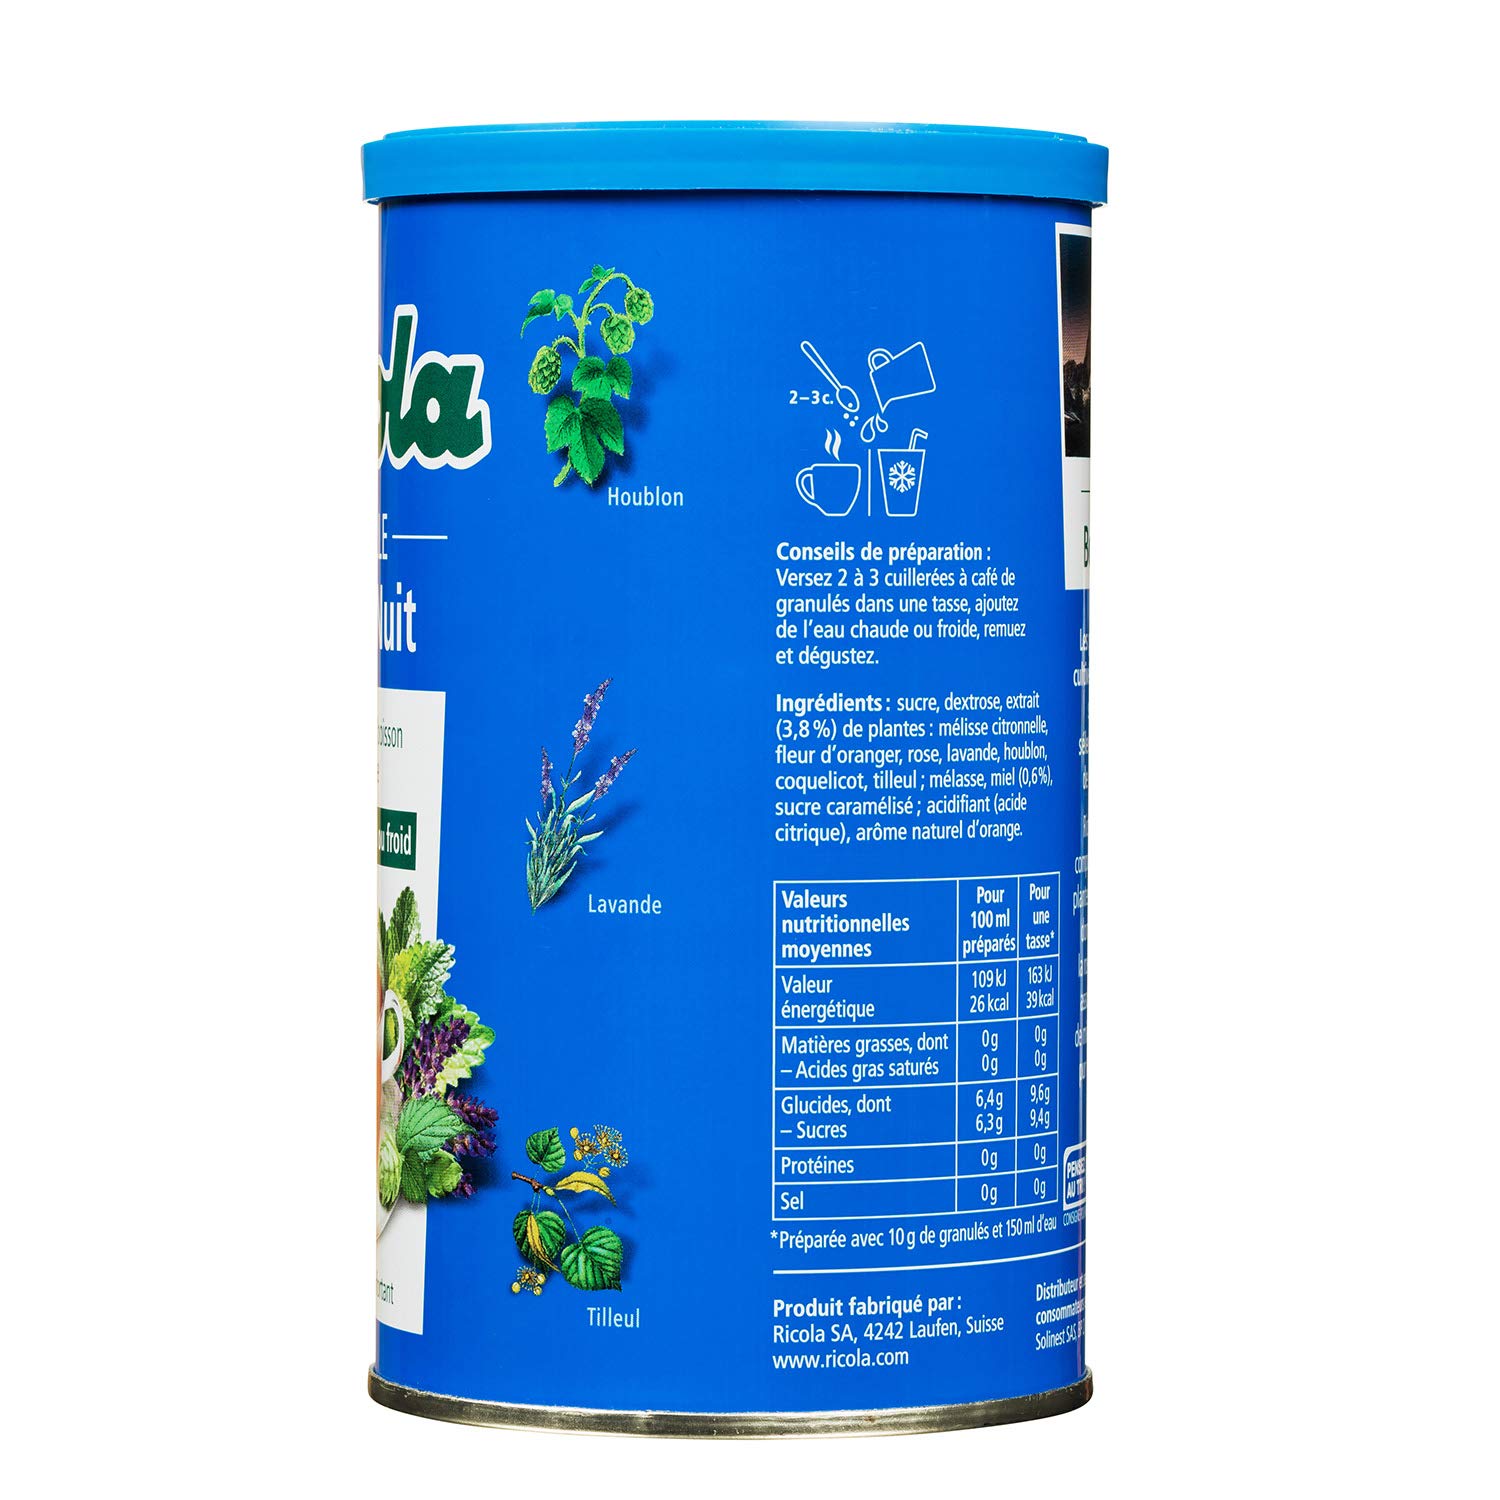 la
Nuit
ou froid
Houblon
Lavande
Tilleul
2–3c.
Conseils de préparation :
Versez 2 à 3 cuillerées à café de
granulés dans une tasse, ajoutez
de l’eau chaude ou froide, remuez
et dégustez.
Ingrédients : sucre, dextrose, extrait
(3,8 %) de plantes : mélisse citronnelle,
fleur d’oranger, rose, lavande, houblon,
coquelicot, tilleul ; mélasse, miel (0,6%),
sucre caramélisé ; acidifiant (acide
citrique), arôme naturel d’orange.
Valeurs nutritionnelles moyennes Pour 100 ml préparés Pour une tasse*
Valeur énergétique 109 kJ 26 kcal 163 kJ 39 kcal
Matières grasses, dont 0g 0g
– Acides gras saturés 0g 0g
Glucides, dont 6,4g 9,6g
– Sucres 6,3g 9,4g
Protéines 0g 0g
Sel 0g 0g
*Préparée avec 10 g de granulés et 150 ml d’eau
Produit fabriqué par :
Ricola SA, 4242 Laufen, Suisse
www.ricola.com
Distributeur
Solinest SAS,